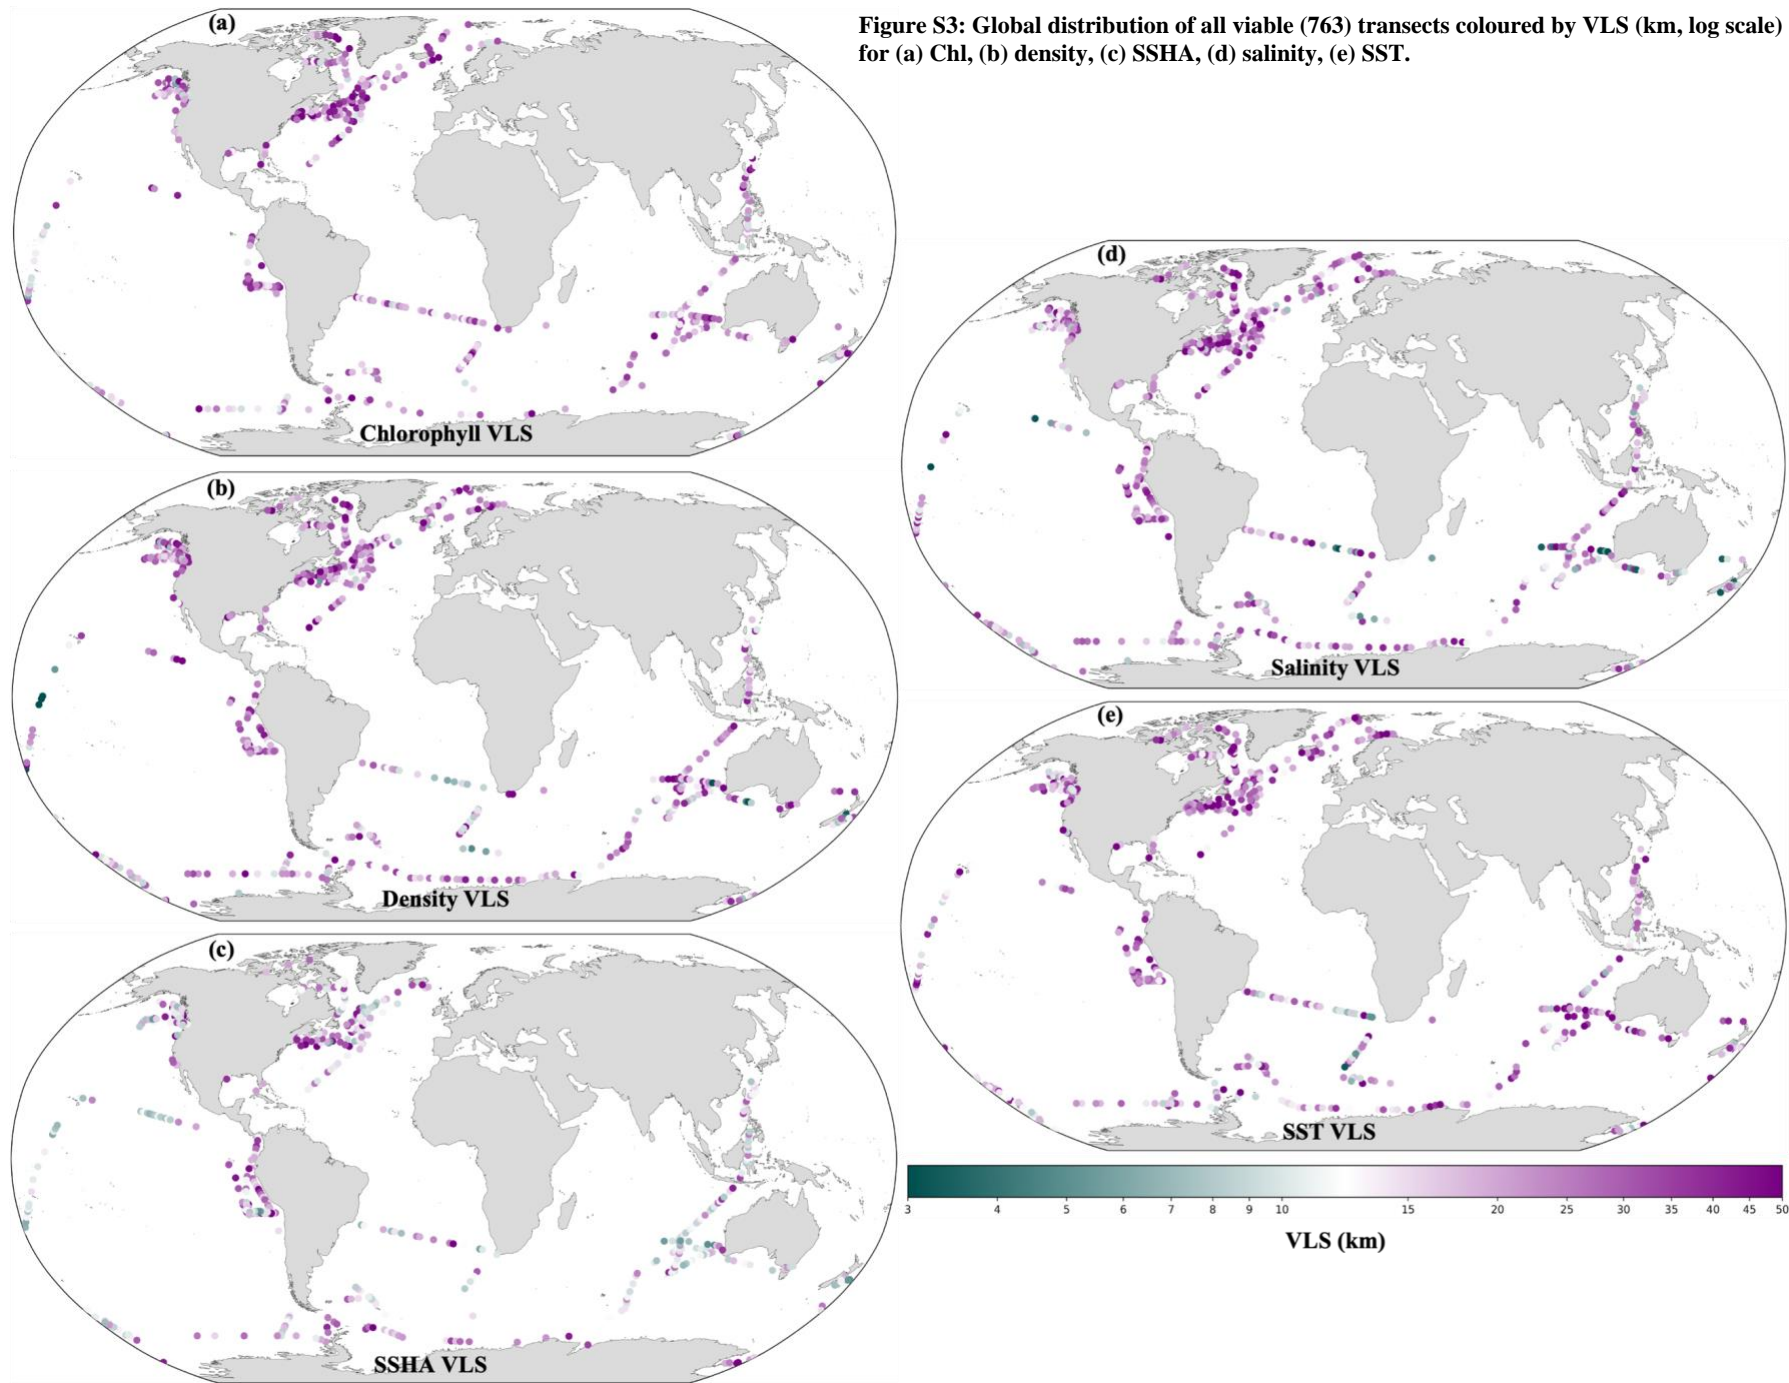 Figure S3: Global distribution of all viable (763) transects coloured by VLS (km, log scale)
for (a) Chl, (b) density, (c) SSHA, (d) salinity, (e) SST.
(a)
Chlorophyll VLS
(b)
Density VLS
(c)
SSHA VLS
(d)
Salinity VLS
(e)
SST VLS
3 4 5 6 7 8 9 10 15 20 25 30 35 40 45 50
VLS (km)